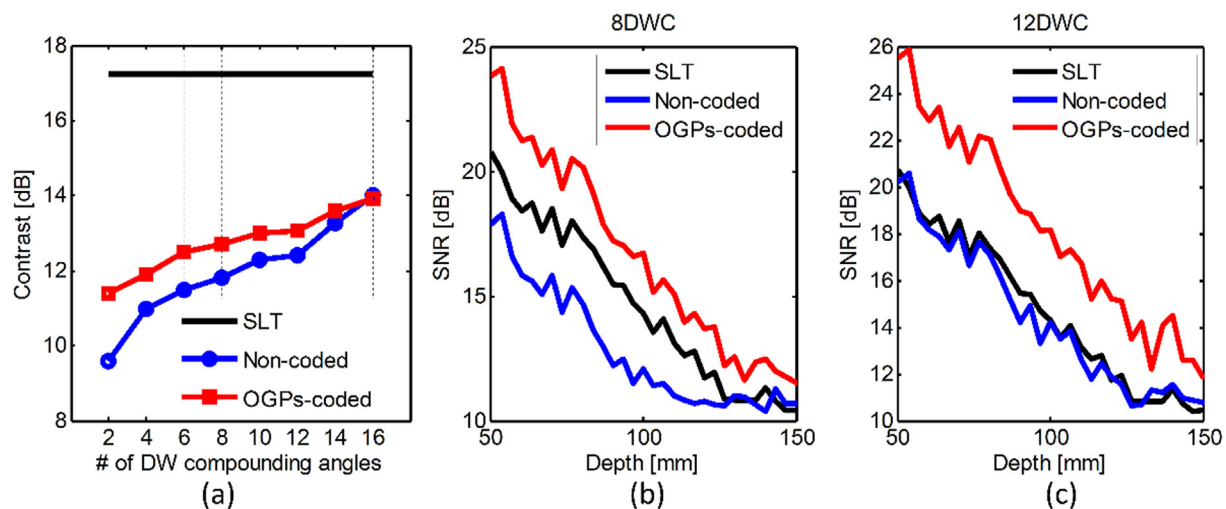 8DWC
12DWC
18
16
14
12
10
8
Contrast [dB]
SLT
Non-coded
OGPs-coded
2 4 6 8 10 12 14 16
# of DW compounding angles
(a)
25
20
15
10
SNR [dB]
SLT
Non-coded
OGPs-coded
50 100 150
Depth [mm]
(b)
26
24
22
20
18
16
14
12
10
SNR [dB]
SLT
Non-coded
OGPs-coded
50 100 150
Depth [mm]
(c)